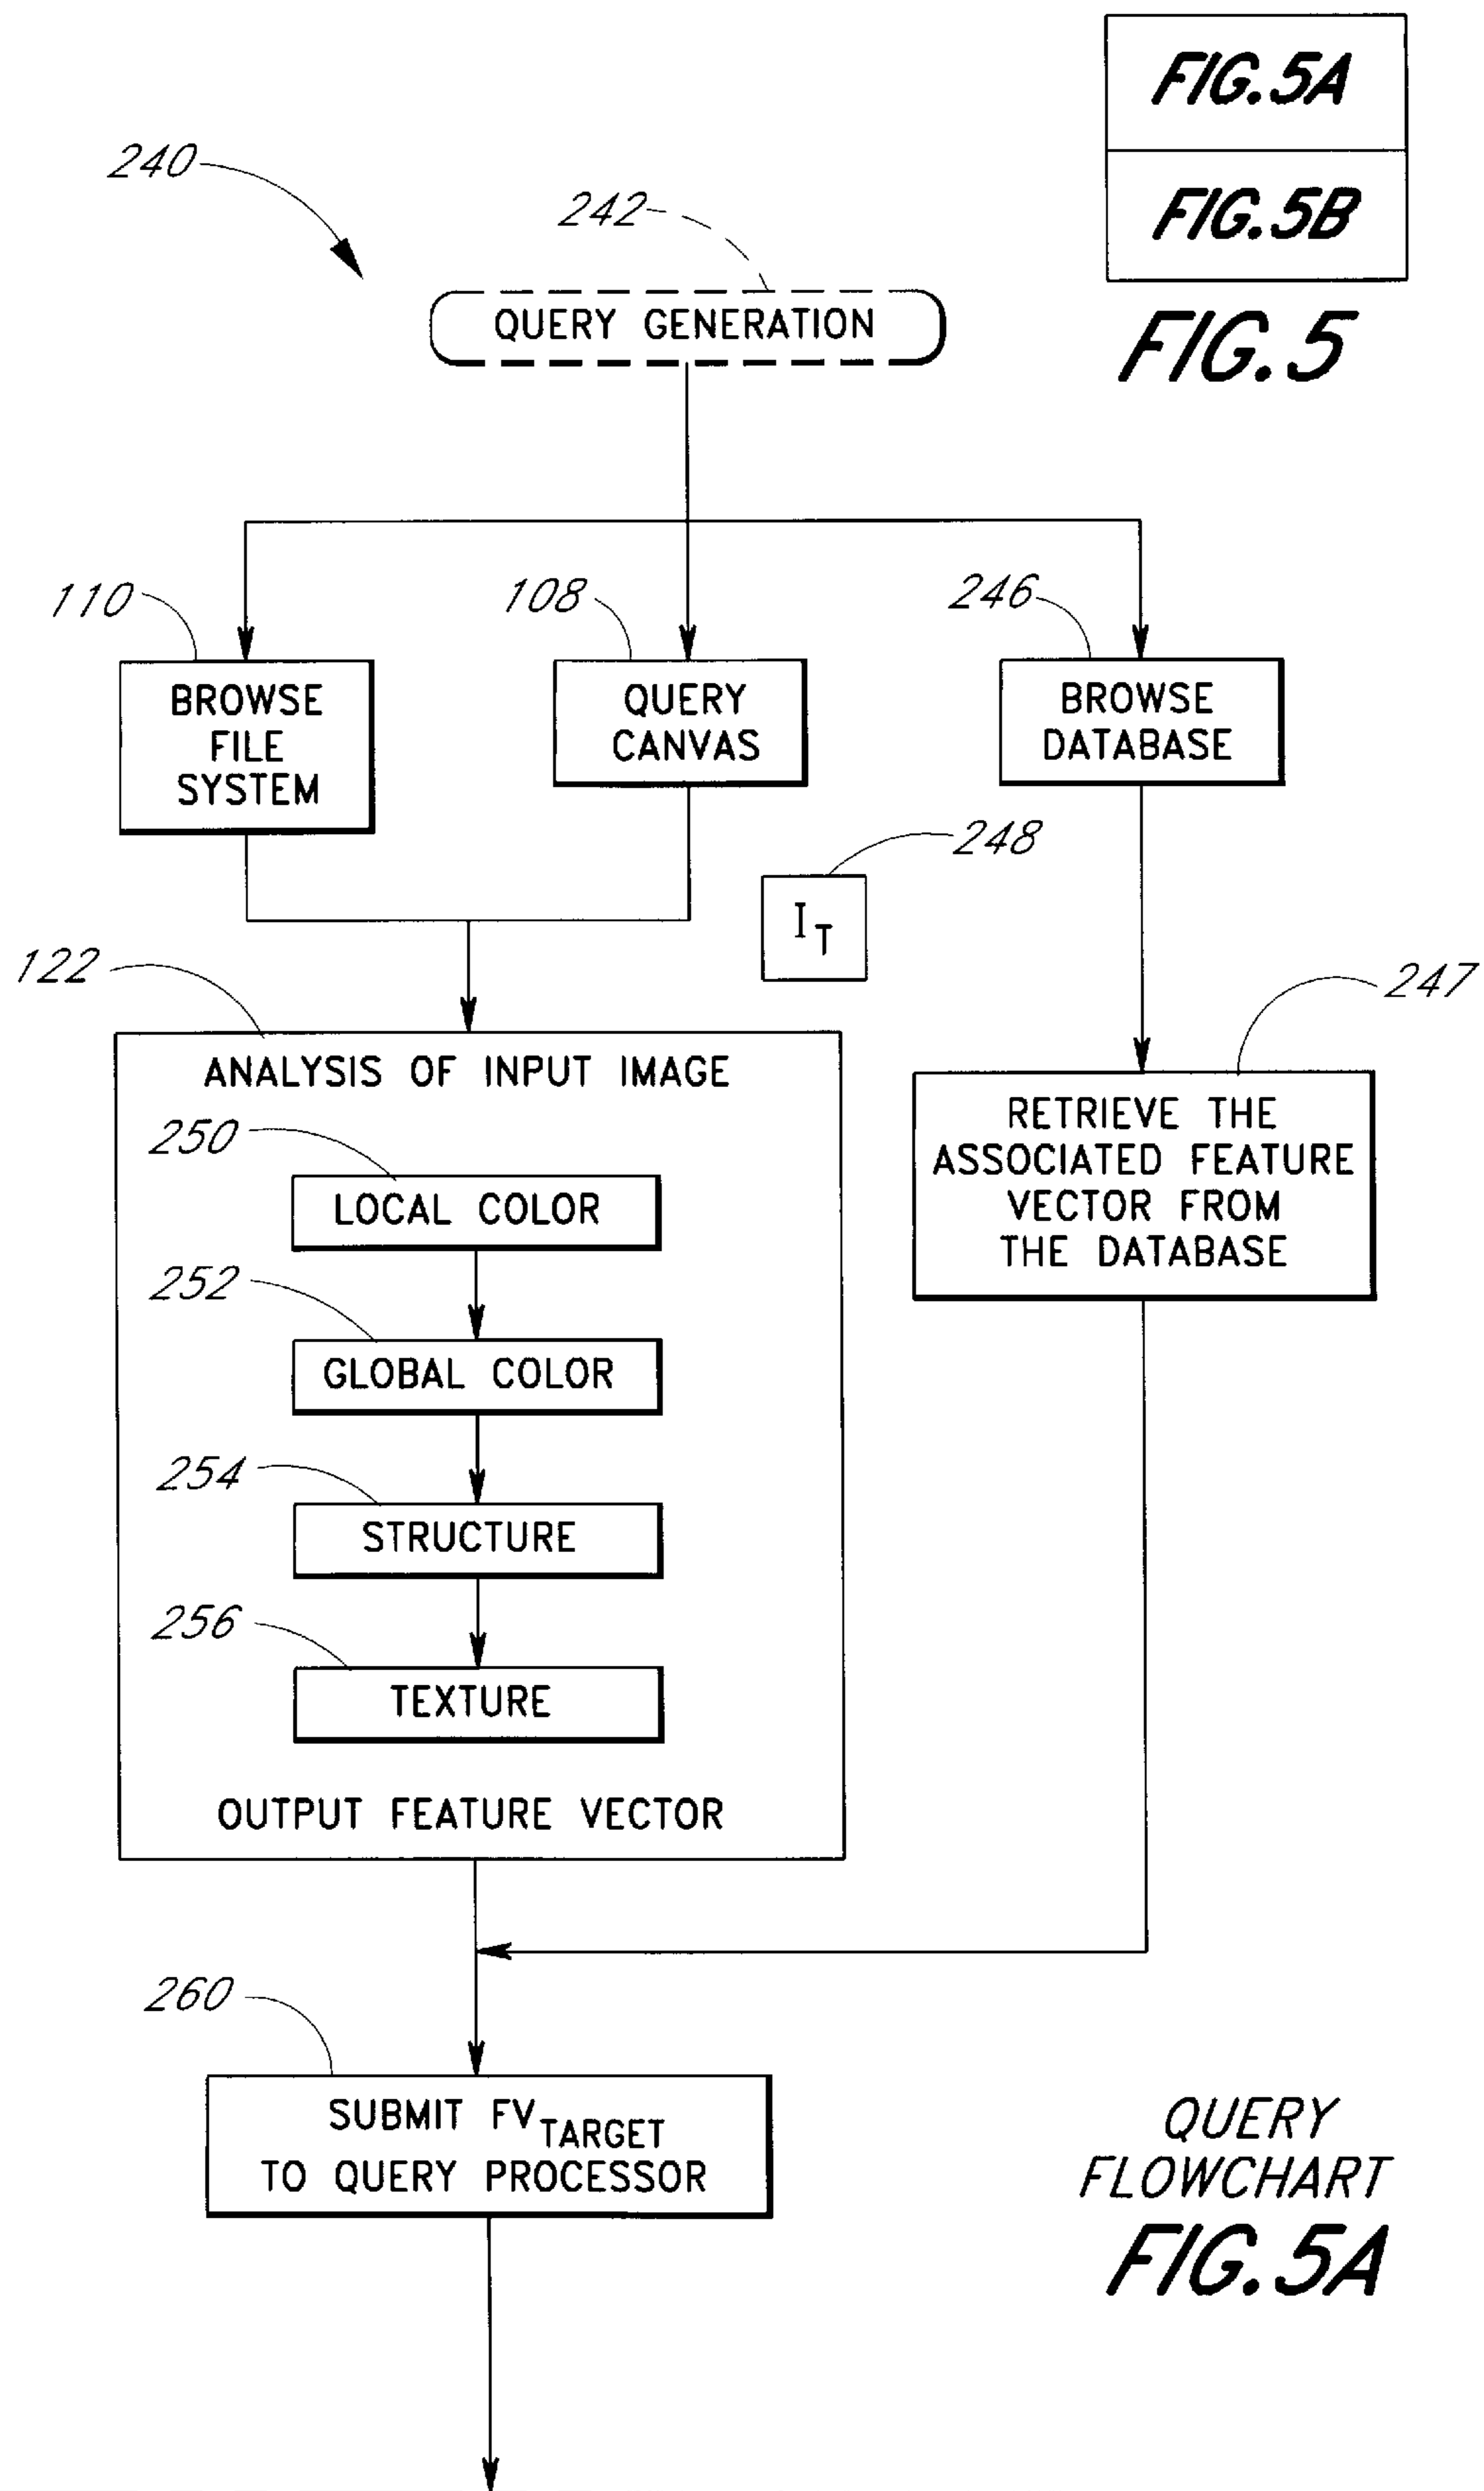 FIG. 5A
FIG. 5B
FIG. 5
240
242
QUERY GENERATION
110
108
246
BROWSE
FILE
SYSTEM
QUERY
CANVAS
BROWSE
DATABASE
248
I_T
122
247
ANALYSIS OF INPUT IMAGE
250
LOCAL COLOR
252
GLOBAL COLOR
254
STRUCTURE
256
TEXTURE
OUTPUT FEATURE VECTOR
RETRIEVE THE
ASSOCIATED FEATURE
VECTOR FROM
THE DATABASE
260
SUBMIT FV_TARGET
TO QUERY PROCESSOR
QUERY
FLOWCHART
FIG. 5A